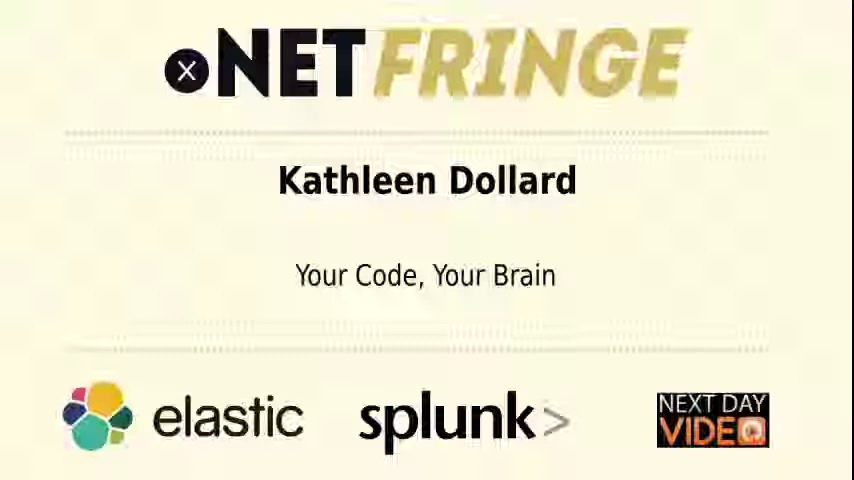 .NET FRINGE
Kathleen Dollard
Your Code, Your Brain
elastic
splunk>
NEXT DAY
VIDEO